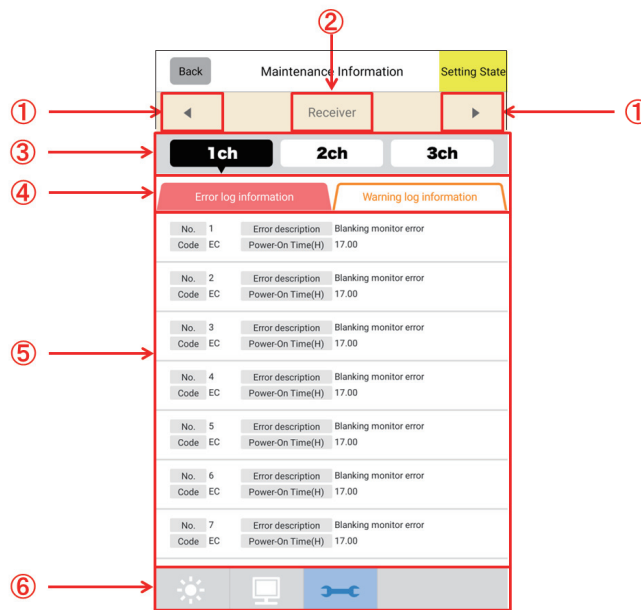 ②
Back Maintenance Information Setting State
① ◀ Receiver ▶ ①
③ 1ch 2ch 3ch
④ Error log information Warning log information
No. 1 Error description Blanking monitor error
Code EC Power-On Time(H) 17.00
No. 2 Error description Blanking monitor error
Code EC Power-On Time(H) 17.00
No. 3 Error description Blanking monitor error
Code EC Power-On Time(H) 17.00
⑤
No. 4 Error description Blanking monitor error
Code EC Power-On Time(H) 17.00
No. 5 Error description Blanking monitor error
Code EC Power-On Time(H) 17.00
No. 6 Error description Blanking monitor error
Code EC Power-On Time(H) 17.00
No. 7 Error description Blanking monitor error
Code EC Power-On Time(H) 17.00
⑥